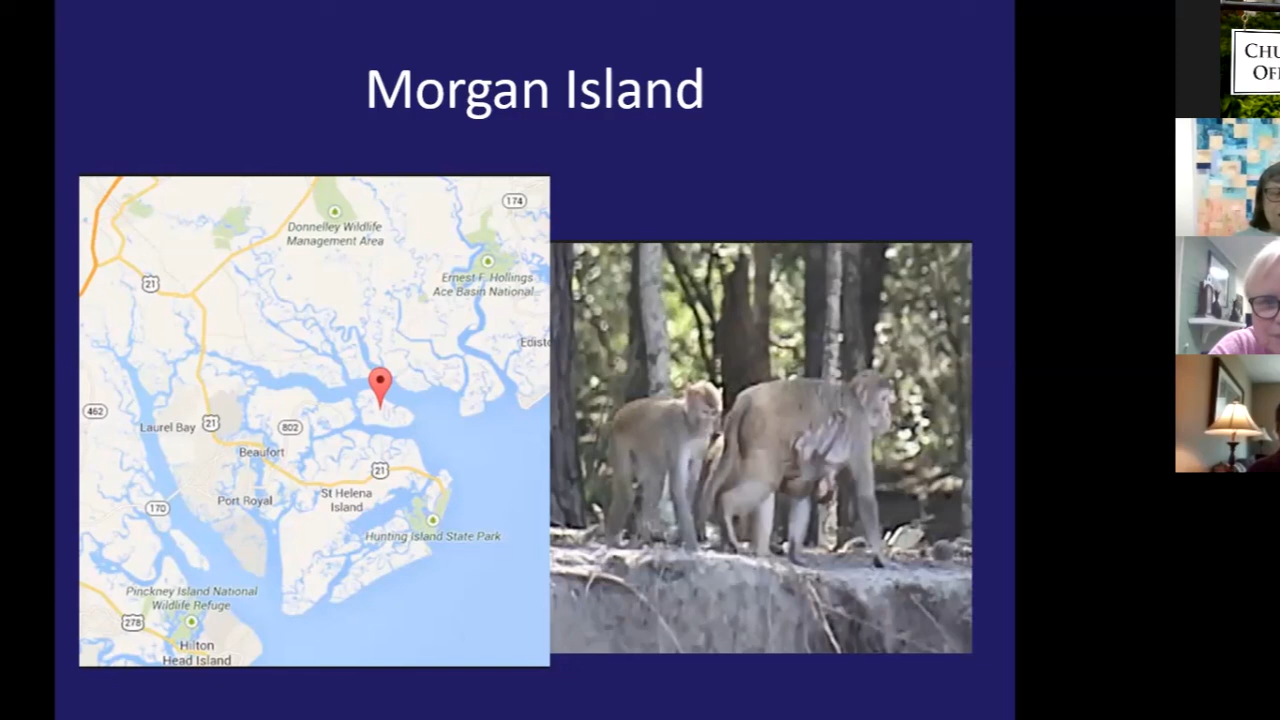 Morgan Island
174
Donnelley Wildlife
Management Area
Ernest F. Hollings
Ace Basin National...
21
Edisto
462
Laurel Bay
21
802
Beaufort
21
Port Royal
St Helena
Island
170
Hunting Island State Park
Pinckney Island National
Wildlife Refuge
278
Hilton
Head Island